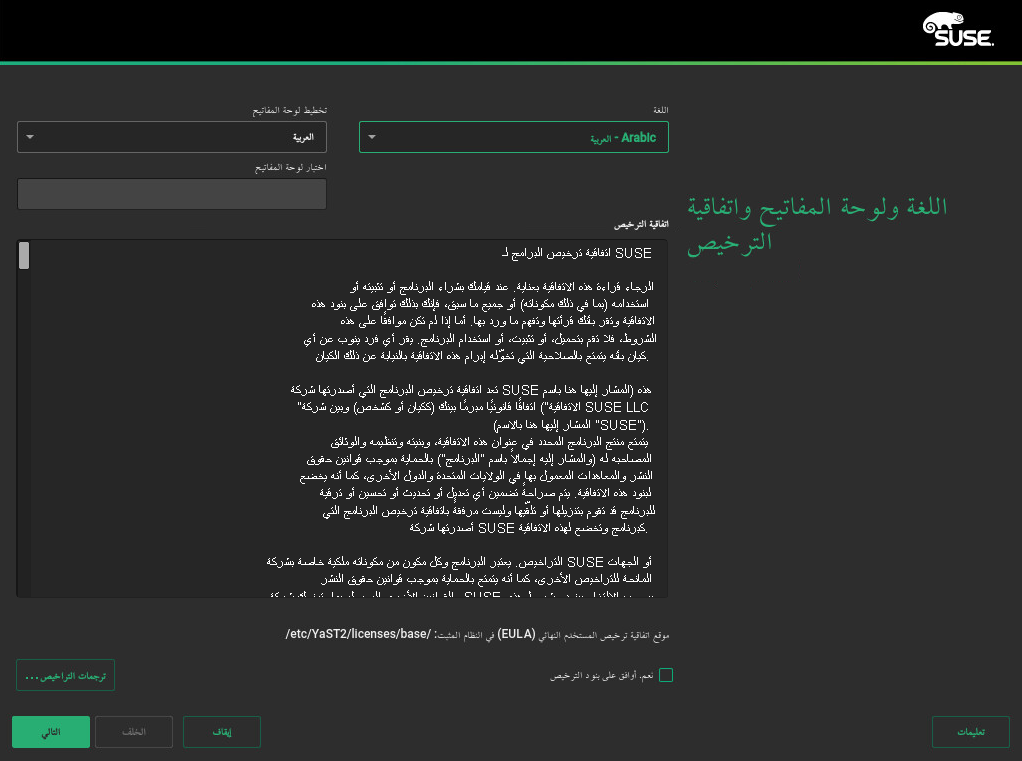 SUSE.
اللغة
تخطيط لوحة المفاتيح
Arabic - العربية
العربية
اختبار لوحة المفاتيح
اللغة ولوحة المفاتيح واتفاقية
الترخيص
اتفاقية الترخيص
SUSE اتفاقية ترخيص البرامج لـ
الرجاء قراءة هذه الاتفاقية بعناية. عند قيامك بشراء البرنامج أو تثبيته أو
استخدامه (بما في ذلك مكوناته) أو جميع ما سبق، فإنك بذلك توافق على بنود هذه
الاتفاقية وتقر بأنك قرأتها وتفهم ما ورد بها. أما إذا لم تكن موافقًا على هذه
الشروط، فلا تقم بتحميل، أو تثبيت، أو استخدام البرنامج. يقر أي فرد ينوب عن أي
.كيان بأنه يتمتع بالصلاحية التي تخوّله إبرام هذه الاتفاقية بالنيابة عن ذلك الكيان
هذه (المشار إليها هنا باسم SUSE تعد اتفاقية ترخيص البرنامج التي أصدرتها شركة
SUSE LLC الاتفاقية") اتفاقًا قانونيًا مبرمًا بينك (ككيان أو كشخص) وبين شركة"
.("SUSE" المشار إليها هنا بالاسم)
يتمتع منتج البرنامج المحدد في عنوان هذه الاتفاقية، وبنيته وتنظيمه والوثائق
المصاحبه له (والمشار إليه إجمالاً باسم "البرنامج") بالحماية بموجب قوانين حقوق
النشر والمعاهدات المعمول بها في الولايات المتحدة والدول الأخرى، كما أنه يخضع
لبنود هذه الاتفاقية. يتم صراحةً تضمين أي تعديل أو تحديث أو تحسين أو ترقية
للبرنامج قد تقوم بتنزيلها أو تلقّيها وليست مرفقةً باتفاقية ترخيص البرنامج التي
.كبرنامج وتخضع لهذه الاتفاقية SUSE أصدرتها شركة
أو الجهات SUSE التراخيص. يعتبر البرنامج وكل مكون من مكوناته ملكية خاصة بشركة
المانحة للتراخيص الأخرى، كما أنه يتمتع بالحماية بموجب قوانين حقوق النشر
موقع اتفاقية ترخيص المستخدم النهائي (EULA) في النظام المثبت: /etc/YaST2/licenses/base/
نعم، أوافق على بنود الترخيص
ترجمات التراخيص...
تعليمات
إيقاف
الخلف
التالي